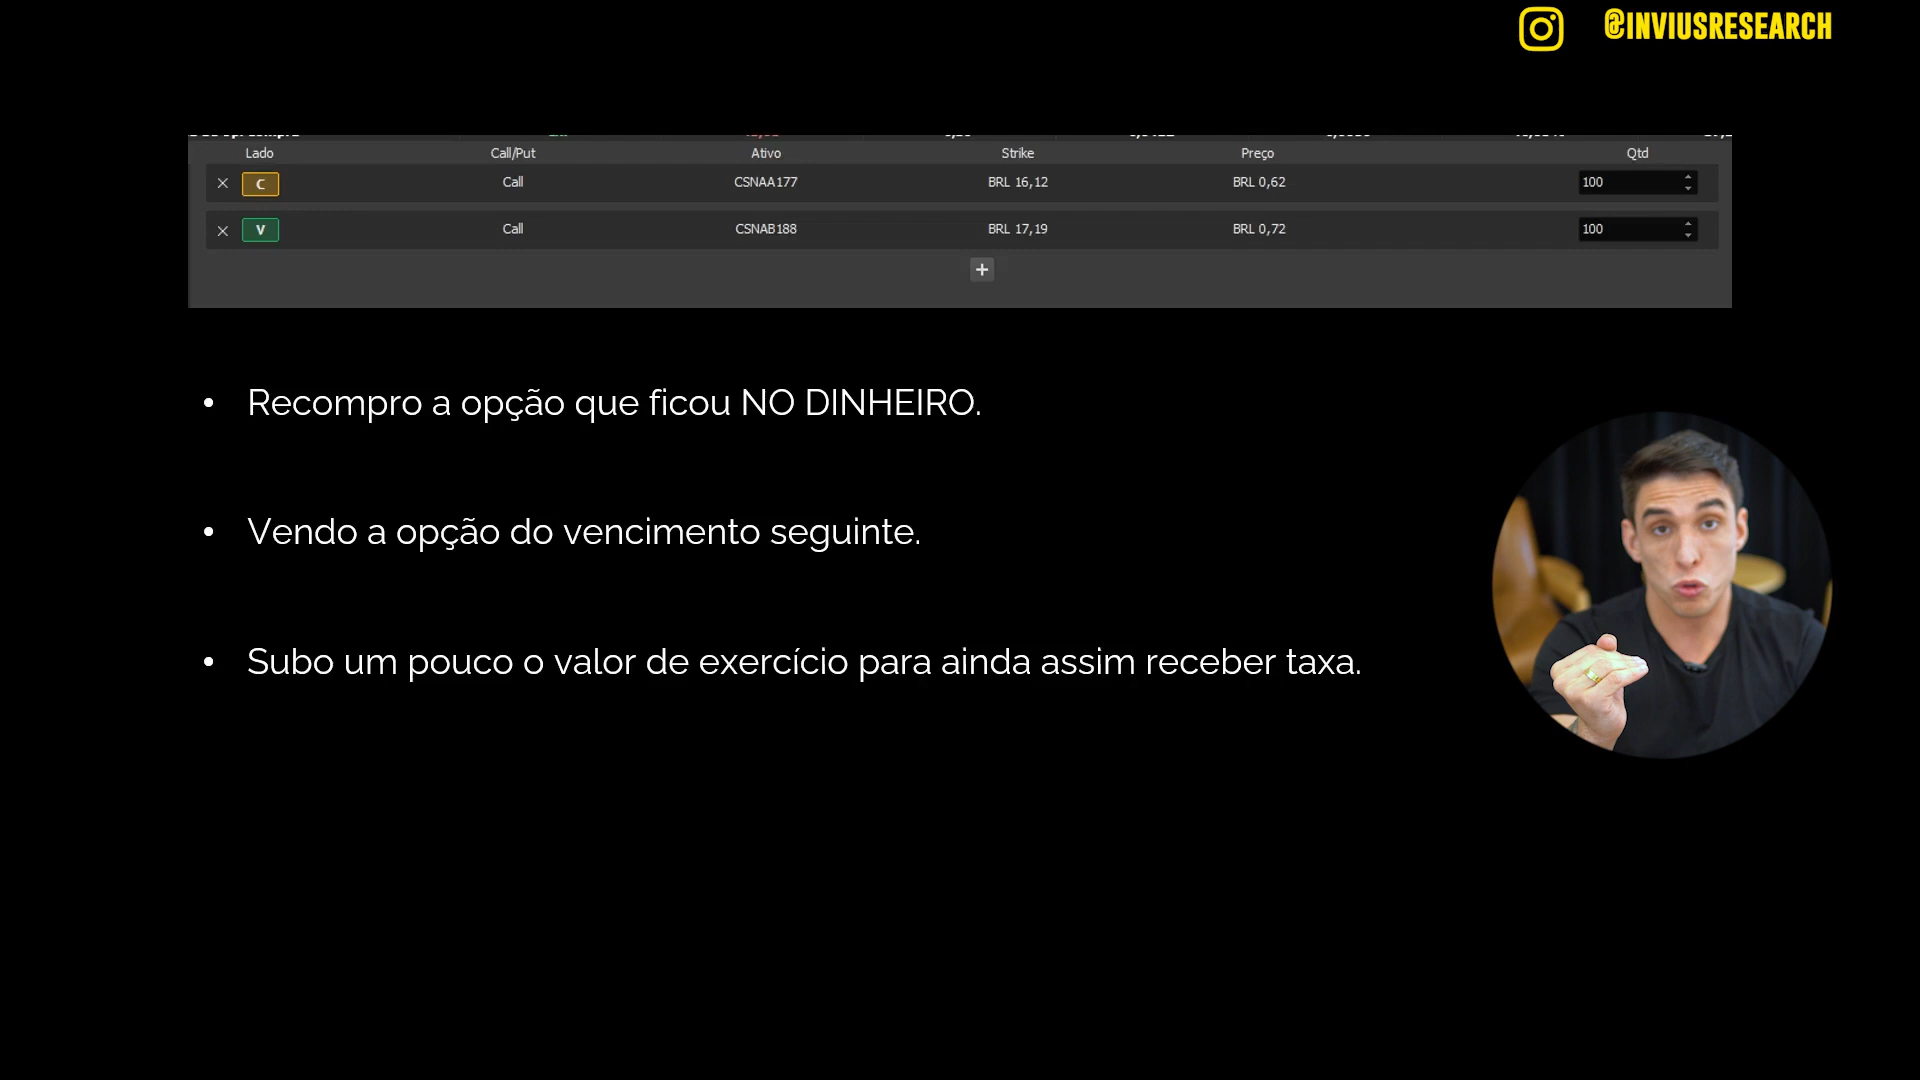 @INVIUSRESEARCH
Lado Call/Put Ativo Strike Preço Qtd
C Call CSNAA177 BRL 16,12 BRL 0,62 100
V Call CSNAB188 BRL 17,19 BRL 0,72 100
+
• Recompro a opção que ficou NO DINHEIRO.
• Vendo a opção do vencimento seguinte.
• Subo um pouco o valor de exercício para ainda assim receber taxa.